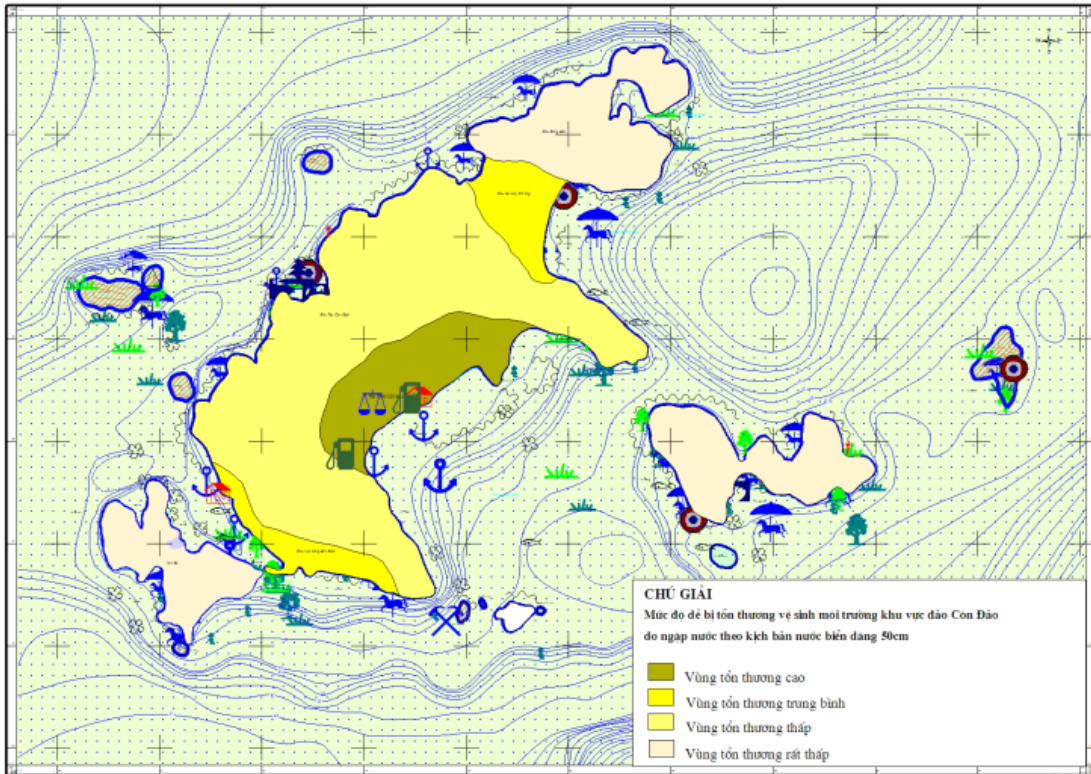 CHÚ GIẢI
Mức độ dễ bị tổn thương vệ sinh môi trường khu vực đảo Côn Đảo
do ngập nước theo kịch bản nước biển dâng 50cm
Vùng tổn thương cao
Vùng tổn thương trung bình
Vùng tổn thương thấp
Vùng tổn thương rất thấp